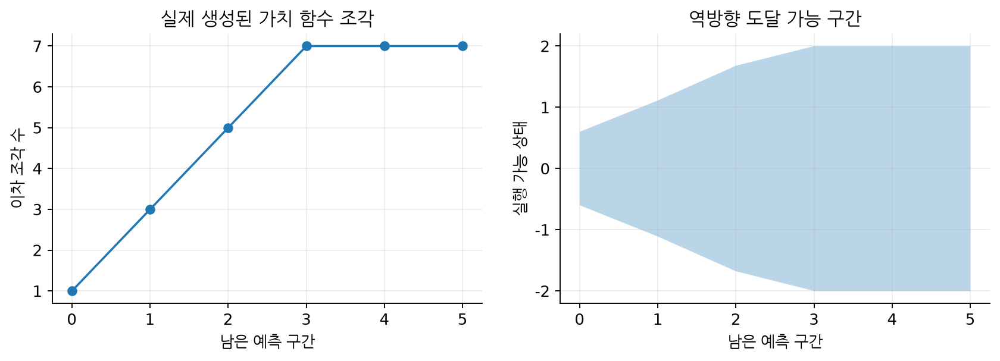 실제 생성된 가치 함수 조각
이차 조각 수
7
6
5
4
3
2
1
0 1 2 3 4 5
남은 예측 구간
역방향 도달 가능 구간
실행 가능 상태
2
1
0
-1
-2
0 1 2 3 4 5
남은 예측 구간